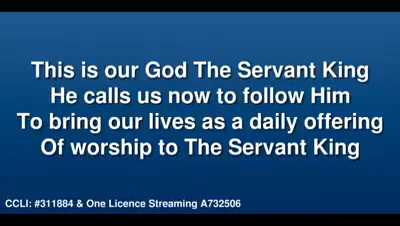 This is our God The Servant King
He calls us now to follow Him
To bring our lives as a daily offering
Of worship to The Servant King
CCLI: #311884 & One Licence Streaming A732506